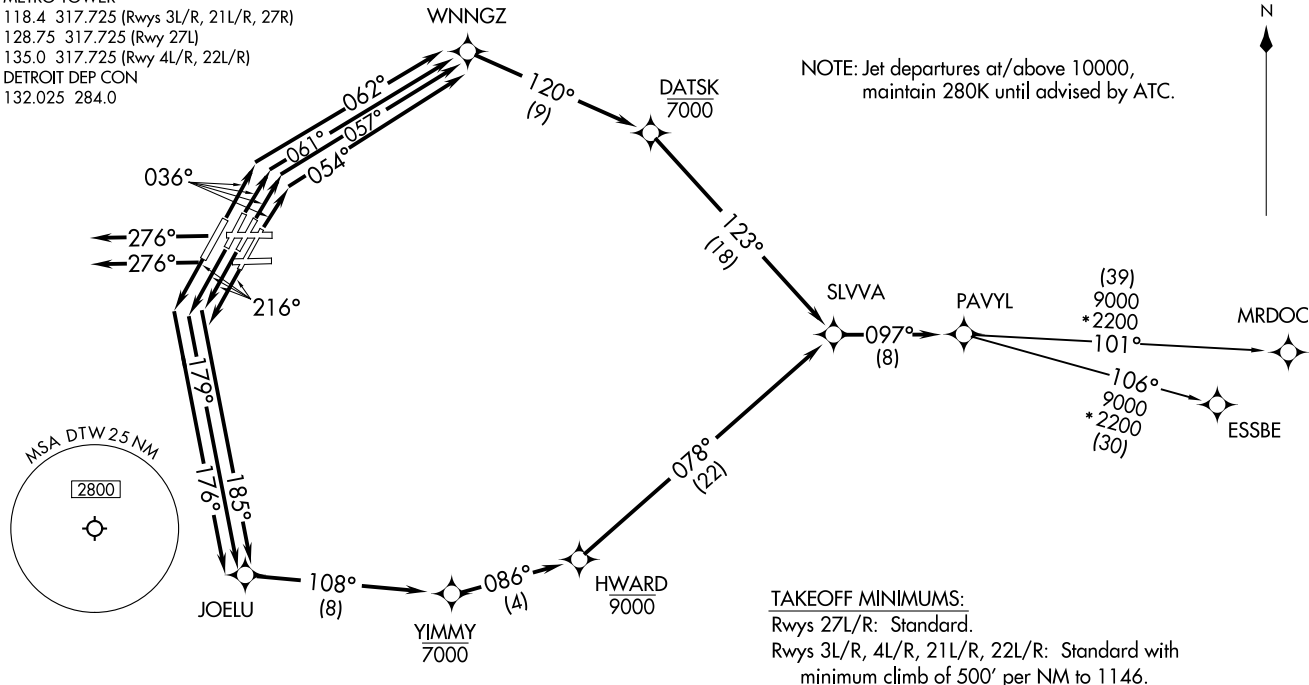 METRO TOWER
118.4 317.725 (Rwys 3L/R, 21L/R, 27R)
128.75 317.725 (Rwy 27L)
135.0 317.725 (Rwy 4L/R, 22L/R)
DETROIT DEP CON
132.025 284.0
WNNGZ
N
NOTE: Jet departures at/above 10000,
maintain 280K until advised by ATC.
120°
(9)
DATSK
7000
062°
061°
057°
054°
036°
276°
276°
216°
123°
(18)
SLVVA
097°
(8)
PAVYL
(39)
9000
*2200
101°
MRDOC
106°
9000
*2200
(30)
ESSBE
179°
176°
185°
MSA DTW 25 NM
2800
078°
(22)
JOELU
108°
(8)
YIMMY
7000
086°
(4)
HWARD
9000
TAKEOFF MINIMUMS:
Rwys 27L/R: Standard.
Rwys 3L/R, 4L/R, 21L/R, 22L/R: Standard with
minimum climb of 500' per NM to 1146.